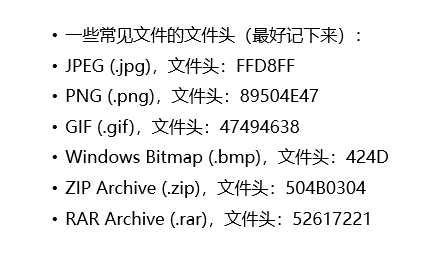 • 一些常见文件的文件头（最好记下来）：
• JPEG (.jpg)，文件头：FFD8FF
• PNG (.png)，文件头：89504E47
• GIF (.gif)，文件头：47494638
• Windows Bitmap (.bmp)，文件头：424D
• ZIP Archive (.zip)，文件头：504B0304
• RAR Archive (.rar)，文件头：52617221